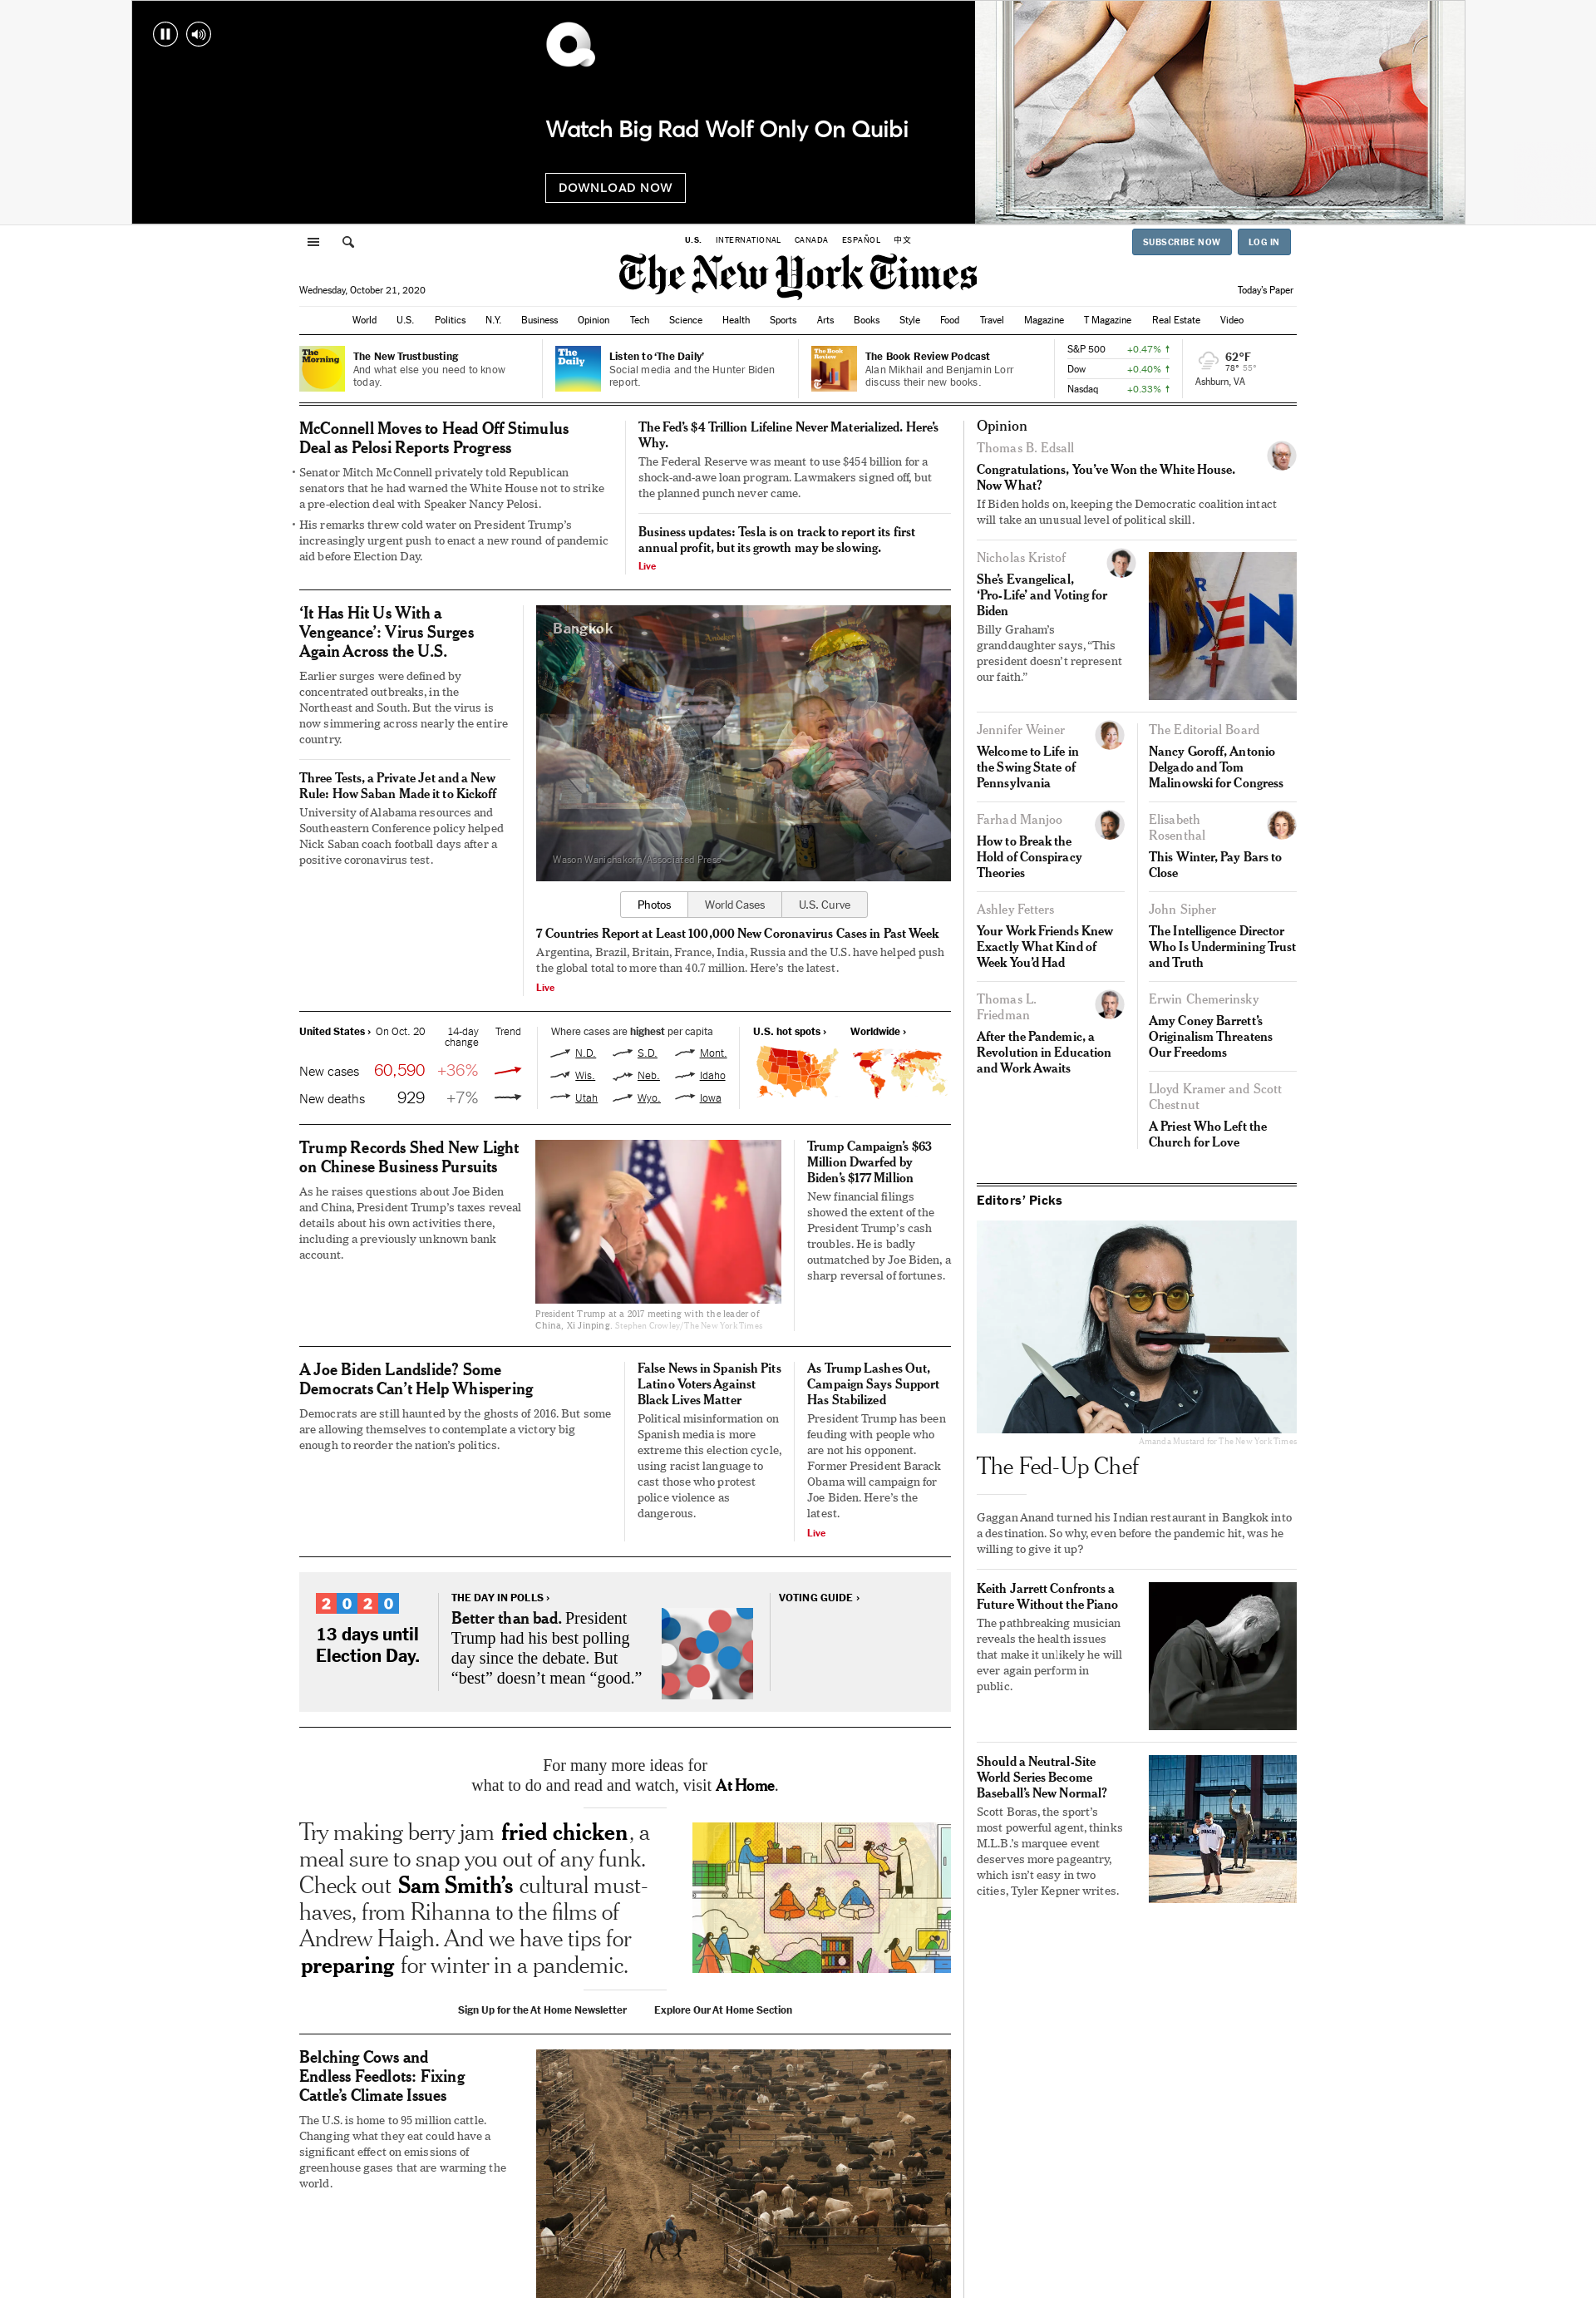 Watch Big Rad Wolf Only On Quibi
DOWNLOAD NOW
U.S. INTERNATIONAL CANADA ESPAÑOL 中文
SUBSCRIBE NOW LOG IN
The New York Times
Wednesday, October 21, 2020
Today's Paper
World U.S. Politics N.Y. Business Opinion Tech Science Health Sports Arts Books Style Food Travel Magazine T Magazine Real Estate Video
The Morning
The New Trustbusting
And what else you need to know
today.
The Daily
Listen to ‘The Daily’
Social media and the Hunter Biden
report.
The Book Review
The Book Review Podcast
Alan Mikhail and Benjamin Lorr
discuss their new books.
S&P 500 +0.47% ↑
Dow +0.40% ↑
Nasdaq +0.33% ↑
62°F
78° 55°
Ashburn, VA
McConnell Moves to Head Off Stimulus
Deal as Pelosi Reports Progress
• Senator Mitch McConnell privately told Republican
senators that he had warned the White House not to strike
a pre-election deal with Speaker Nancy Pelosi.
• His remarks threw cold water on President Trump’s
increasingly urgent push to enact a new round of pandemic
aid before Election Day.
The Fed’s $4 Trillion Lifeline Never Materialized. Here’s
Why.
The Federal Reserve was meant to use $454 billion for a
shock-and-awe loan program. Lawmakers signed off, but
the planned punch never came.
Business updates: Tesla is on track to report its first
annual profit, but its growth may be slowing.
Live
‘It Has Hit Us With a
Vengeance’: Virus Surges
Again Across the U.S.
Earlier surges were defined by
concentrated outbreaks, in the
Northeast and South. But the virus is
now simmering across nearly the entire
country.
Three Tests, a Private Jet and a New
Rule: How Saban Made it to Kickoff
University of Alabama resources and
Southeastern Conference policy helped
Nick Saban coach football days after a
positive coronavirus test.
Bangkok
Wason Wanichakorn/Associated Press
Photos World Cases U.S. Curve
7 Countries Report at Least 100,000 New Coronavirus Cases in Past Week
Argentina, Brazil, Britain, France, India, Russia and the U.S. have helped push
the global total to more than 40.7 million. Here’s the latest.
Live
United States › On Oct. 20 14-day change Trend
New cases 60,590 +36%
New deaths 929 +7%
Where cases are highest per capita
N.D. S.D. Mont.
Wis. Neb. Idaho
Utah Wyo. Iowa
U.S. hot spots › Worldwide ›
Trump Records Shed New Light
on Chinese Business Pursuits
As he raises questions about Joe Biden
and China, President Trump’s taxes reveal
details about his own activities there,
including a previously unknown bank
account.
President Trump at a 2017 meeting with the leader of
China, Xi Jinping. Stephen Crowley/The New York Times
Trump Campaign’s $63
Million Dwarfed by
Biden’s $177 Million
New financial filings
showed the extent of the
President Trump’s cash
troubles. He is badly
outmatched by Joe Biden, a
sharp reversal of fortunes.
A Joe Biden Landslide? Some
Democrats Can’t Help Whispering
Democrats are still haunted by the ghosts of 2016. But some
are allowing themselves to contemplate a victory big
enough to reorder the nation’s politics.
False News in Spanish Pits
Latino Voters Against
Black Lives Matter
Political misinformation on
Spanish media is more
extreme this election cycle,
using racist language to
cast those who protest
police violence as
dangerous.
As Trump Lashes Out,
Campaign Says Support
Has Stabilized
President Trump has been
feuding with people who
are not his opponent.
Former President Barack
Obama will campaign for
Joe Biden. Here’s the
latest.
Live
2020
13 days until
Election Day.
THE DAY IN POLLS ›
Better than bad. President
Trump had his best polling
day since the debate. But
“best” doesn’t mean “good.”
VOTING GUIDE ›
For many more ideas for
what to do and read and watch, visit At Home.
Try making berry jam fried chicken, a
meal sure to snap you out of any funk.
Check out Sam Smith’s cultural must-
haves, from Rihanna to the films of
Andrew Haigh. And we have tips for
preparing for winter in a pandemic.
Sign Up for the At Home Newsletter Explore Our At Home Section
Belching Cows and
Endless Feedlots: Fixing
Cattle’s Climate Issues
The U.S. is home to 95 million cattle.
Changing what they eat could have a
significant effect on emissions of
greenhouse gases that are warming the
world.
Opinion
Thomas B. Edsall
Congratulations, You’ve Won the White House.
Now What?
If Biden holds on, keeping the Democratic coalition intact
will take an unusual level of political skill.
Nicholas Kristof
She’s Evangelical,
‘Pro-Life’ and Voting for
Biden
Billy Graham’s
granddaughter says, “This
president doesn’t represent
our faith.”
Jennifer Weiner
Welcome to Life in
the Swing State of
Pennsylvania
The Editorial Board
Nancy Goroff, Antonio
Delgado and Tom
Malinowski for Congress
Farhad Manjoo
How to Break the
Hold of Conspiracy
Theories
Elisabeth
Rosenthal
This Winter, Pay Bars to
Close
Ashley Fetters
Your Work Friends Knew
Exactly What Kind of
Week You’d Had
John Sipher
The Intelligence Director
Who Is Undermining Trust
and Truth
Thomas L.
Friedman
After the Pandemic, a
Revolution in Education
and Work Awaits
Erwin Chemerinsky
Amy Coney Barrett’s
Originalism Threatens
Our Freedoms
Lloyd Kramer and Scott
Chestnut
A Priest Who Left the
Church for Love
Editors’ Picks
Amanda Mustard for The New York Times
The Fed-Up Chef
Gaggan Anand turned his Indian restaurant in Bangkok into
a destination. So why, even before the pandemic hit, was he
willing to give it up?
Keith Jarrett Confronts a
Future Without the Piano
The pathbreaking musician
reveals the health issues
that make it unlikely he will
ever again perform in
public.
Should a Neutral-Site
World Series Become
Baseball’s New Normal?
Scott Boras, the sport’s
most powerful agent, thinks
M.L.B.’s marquee event
deserves more pageantry,
which isn’t easy in two
cities, Tyler Kepner writes.